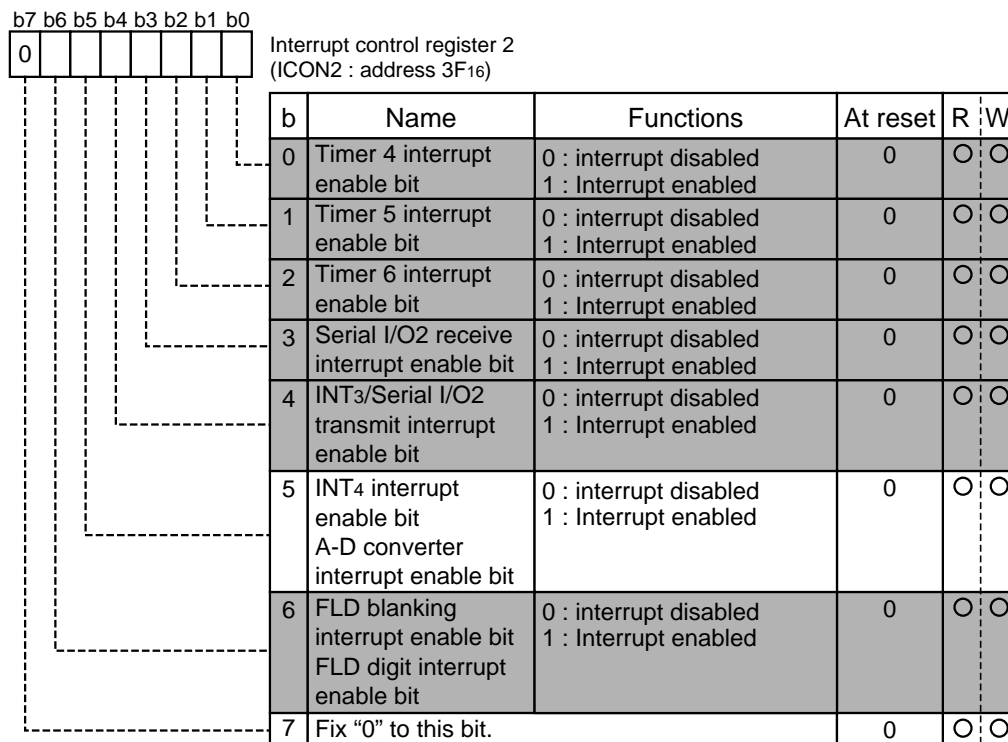 b7 b6 b5 b4 b3 b2 b1 b0
0
Interrupt control register 2
(ICON2 : address 3F16)
b Name Functions At reset R W
0 Timer 4 interrupt enable bit 0 : interrupt disabled 0
1 : Interrupt enabled
1 Timer 5 interrupt enable bit 0 : interrupt disabled 0
1 : Interrupt enabled
2 Timer 6 interrupt enable bit 0 : interrupt disabled 0
1 : Interrupt enabled
3 Serial I/O2 receive interrupt enable bit 0 : interrupt disabled 0
1 : Interrupt enabled
4 INT3/Serial I/O2 transmit interrupt enable bit 0 : interrupt disabled 0
1 : Interrupt enabled
5 INT4 interrupt enable bit
A-D converter interrupt enable bit 0 : interrupt disabled 0
1 : Interrupt enabled
6 FLD blanking interrupt enable bit
FLD digit interrupt enable bit 0 : interrupt disabled 0
1 : Interrupt enabled
7 Fix “0” to this bit. 0